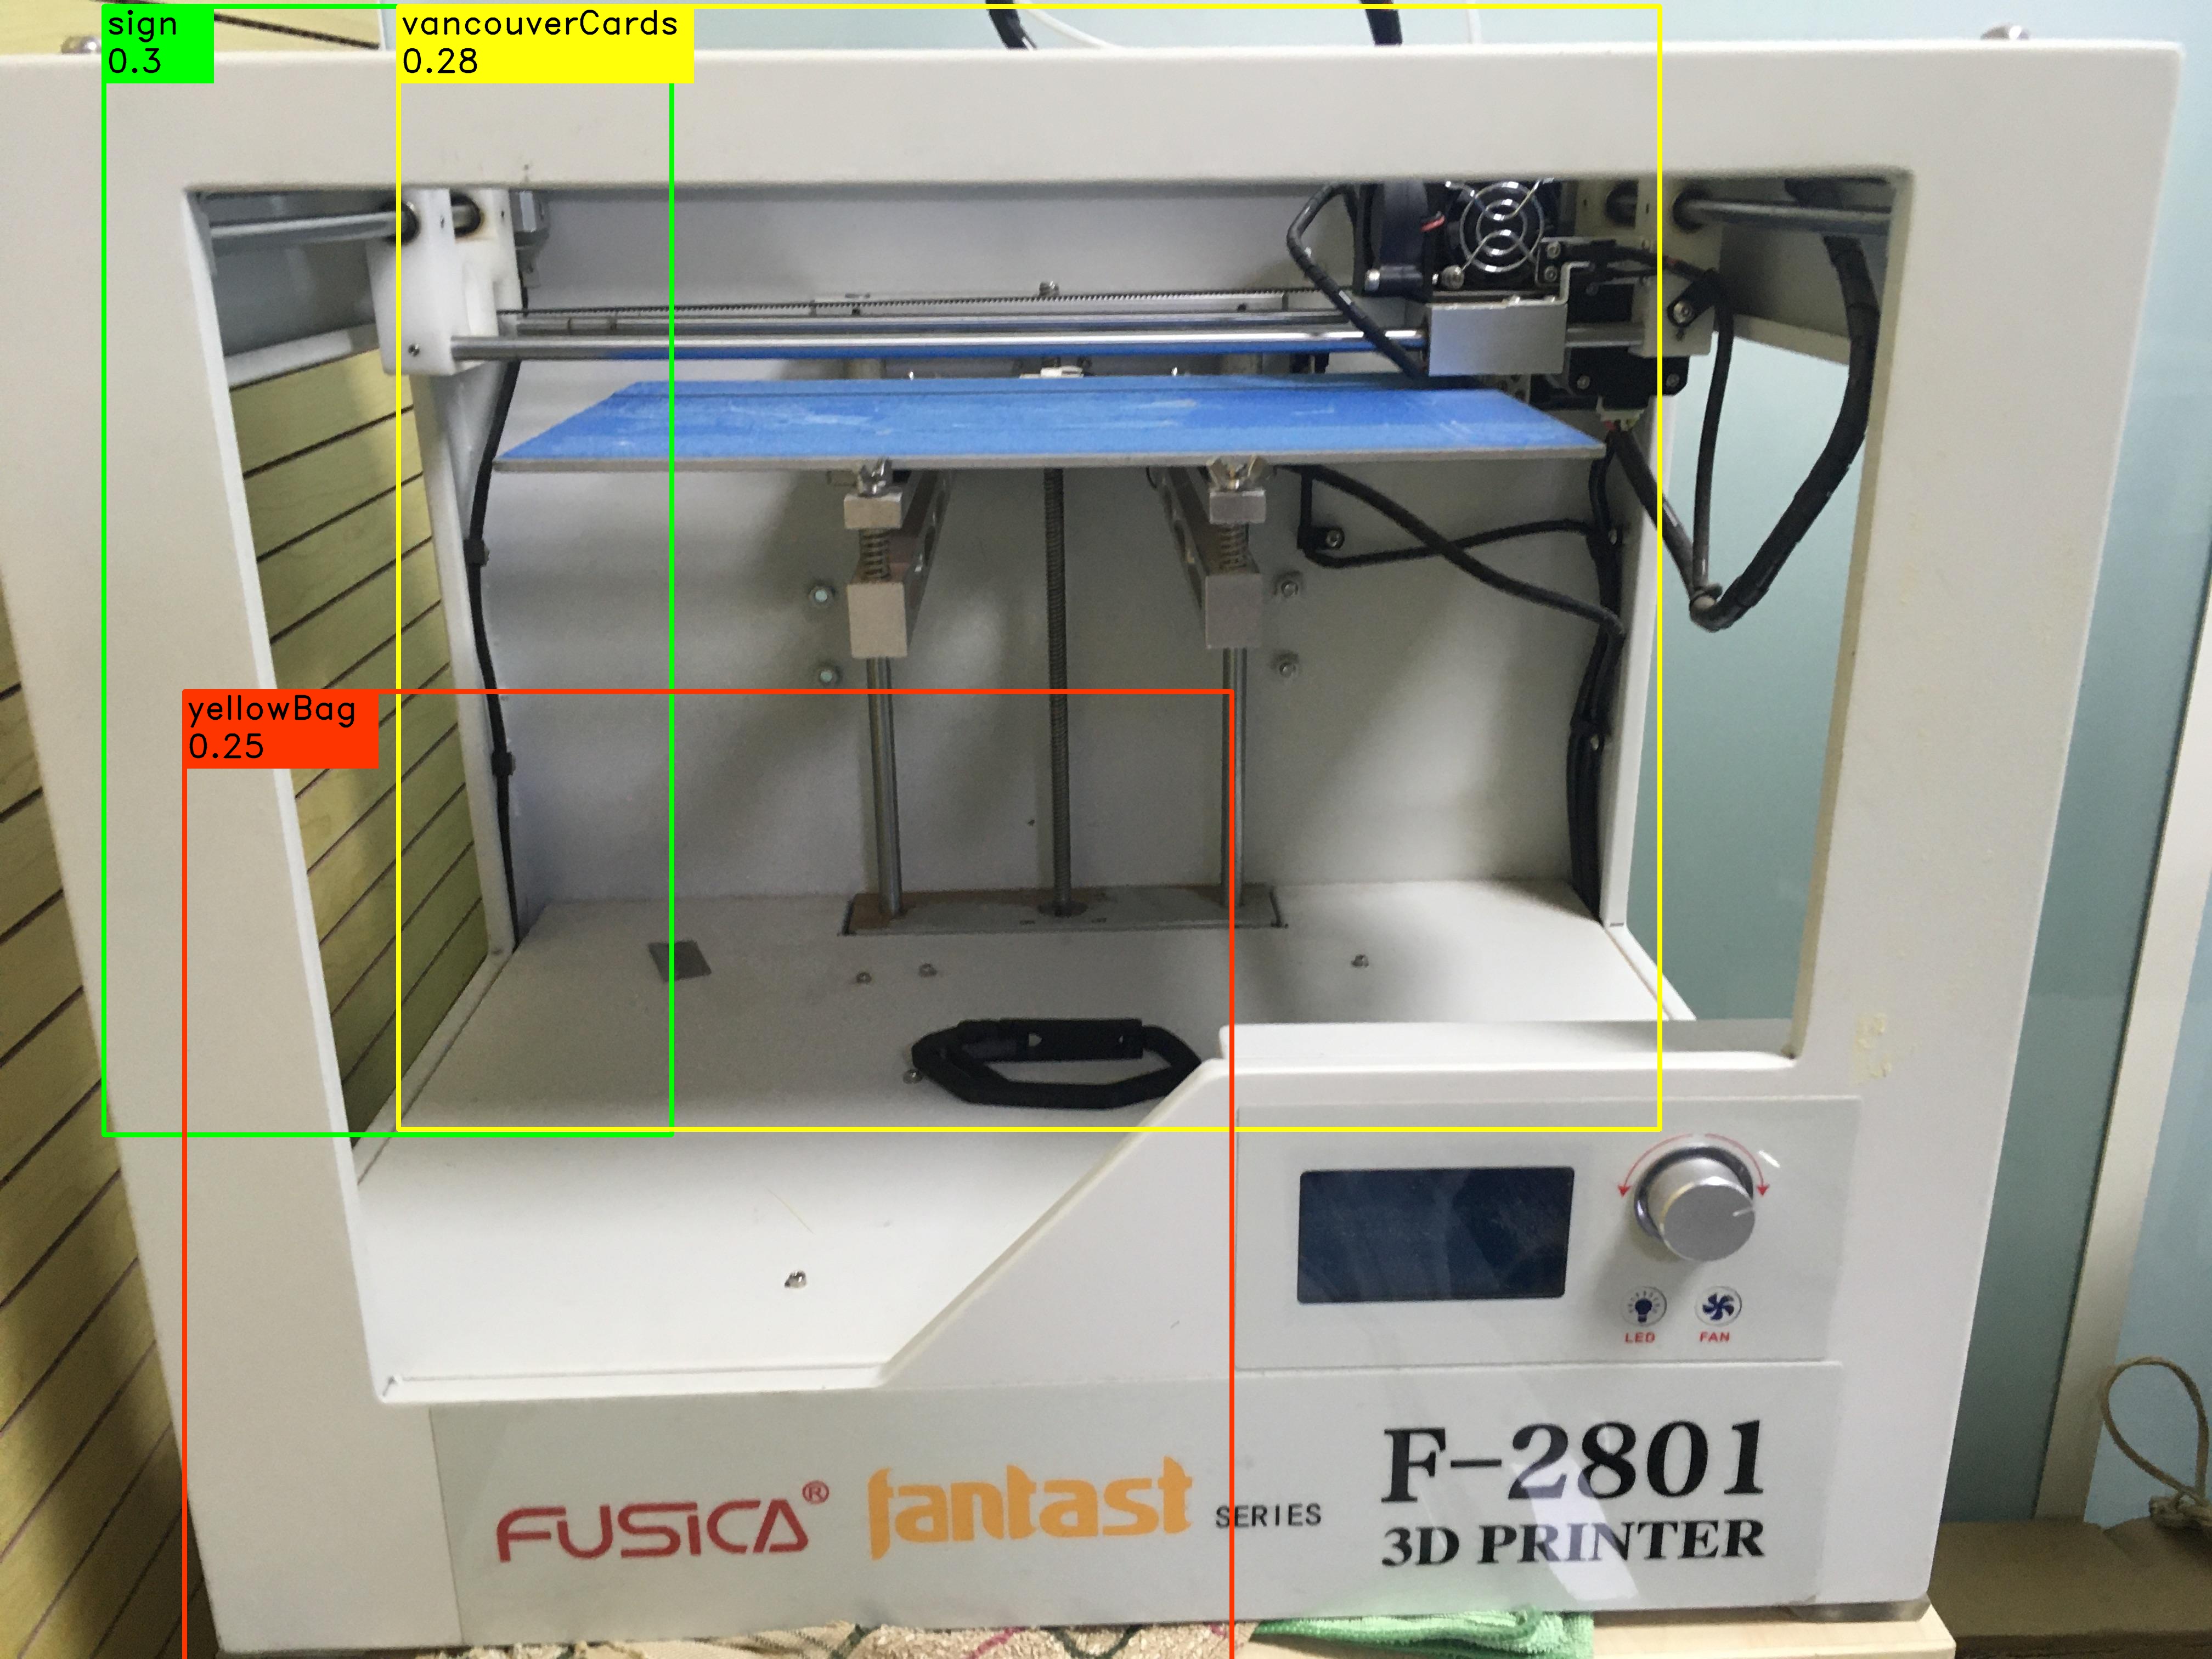 sign
0.3
vancouverCards
0.28
yellowBag
0.25
LED FAN
FUSICA® fantast SERIES
F-2801
3D PRINTER